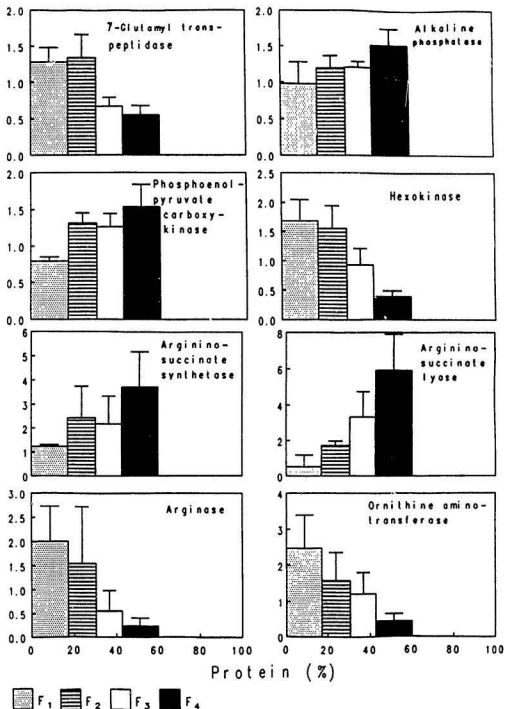 γ-Glutamyl trans-
peptidase
2.0
1.5
1.0
0.5
0.0
Alkaline
phosphatase
2.0
1.5
1.0
0.5
0.0
Phosphoenol-
pyruvate
carboxy-
kinase
2.0
1.5
1.0
0.5
0.0
Hexokinase
2.5
2.0
1.5
1.0
0.5
0.0
Arginino-
succinate
synthetase
6
5
4
3
2
1
0
Arginino-
succinate
lyase
8
6
4
2
0
Arginase
3.0
2.5
2.0
1.5
1.0
0.5
0.0
0 20 40 60 80 100
Ornithine amino-
transferase
4
3
2
1
0
0 20 40 60 80 100
Protein (%)
F1 F2 F3 F4